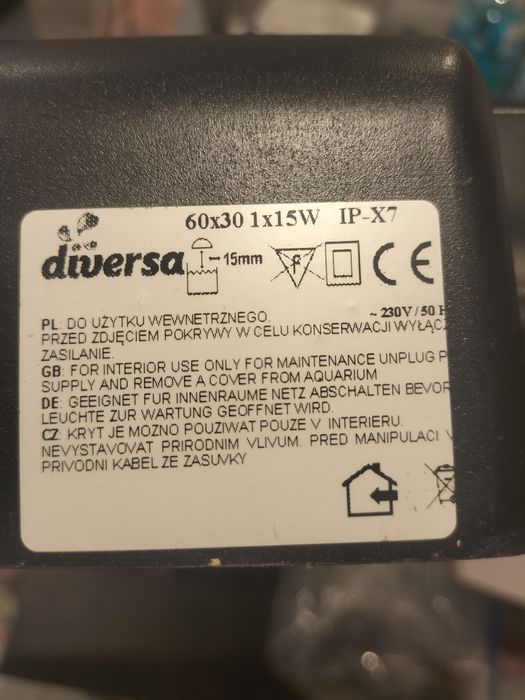 60x30 1x15W IP-X7
diversa
15mm
F
CE
~ 230V / 50 H
PL: DO UŻYTKU WEWNETRZNEGO.
PRZED ZDJĘCIEM POKRYWY W CELU KONSERWACJI WYŁĄCZ
ZASILANIE.
GB: FOR INTERIOR USE ONLY FOR MAINTENANCE UNPLUG P
SUPPLY AND REMOVE A COVER FROM AQUARIUM
DE: GEEIGNET FUR INNENRAUME NETZ ABSCHALTEN BEVOR
LEUCHTE ZUR WARTUNG GEOFFNET WIRD.
CZ: KRYT JE MOZNO POUZIWAT POUZE V INTERIERU.
NEVYSTAVOVAT PRIRODNIM VLIVUM. PRED MANIPULACI V
PRIVODNI KABEL ZE ZASUVKY